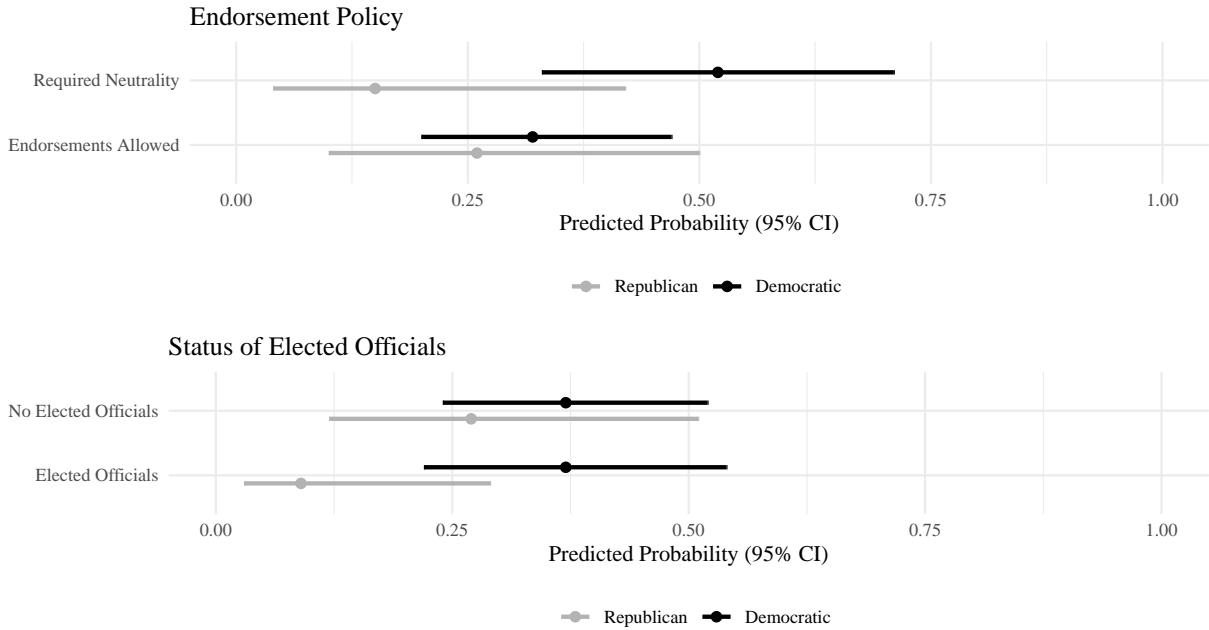 Endorsement Policy
Required Neutrality
Endorsements Allowed
0.00 0.25 0.50 0.75 1.00
Predicted Probability (95% CI)
Republican Democratic
Status of Elected Officials
No Elected Officials
Elected Officials
0.00 0.25 0.50 0.75 1.00
Predicted Probability (95% CI)
Republican Democratic